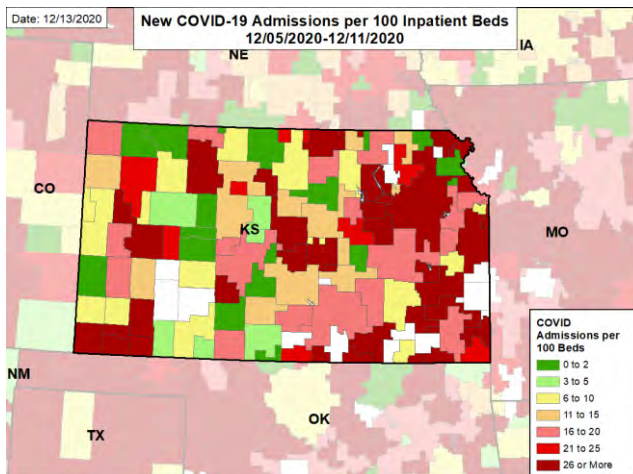 Date: 12/13/2020
New COVID-19 Admissions per 100 Inpatient Beds
12/05/2020-12/11/2020
NE
IA
CO
KS
MO
NM
OK
TX
COVID
Admissions per
100 Beds
0 to 2
3 to 5
6 to 10
11 to 15
16 to 20
21 to 25
26 or More